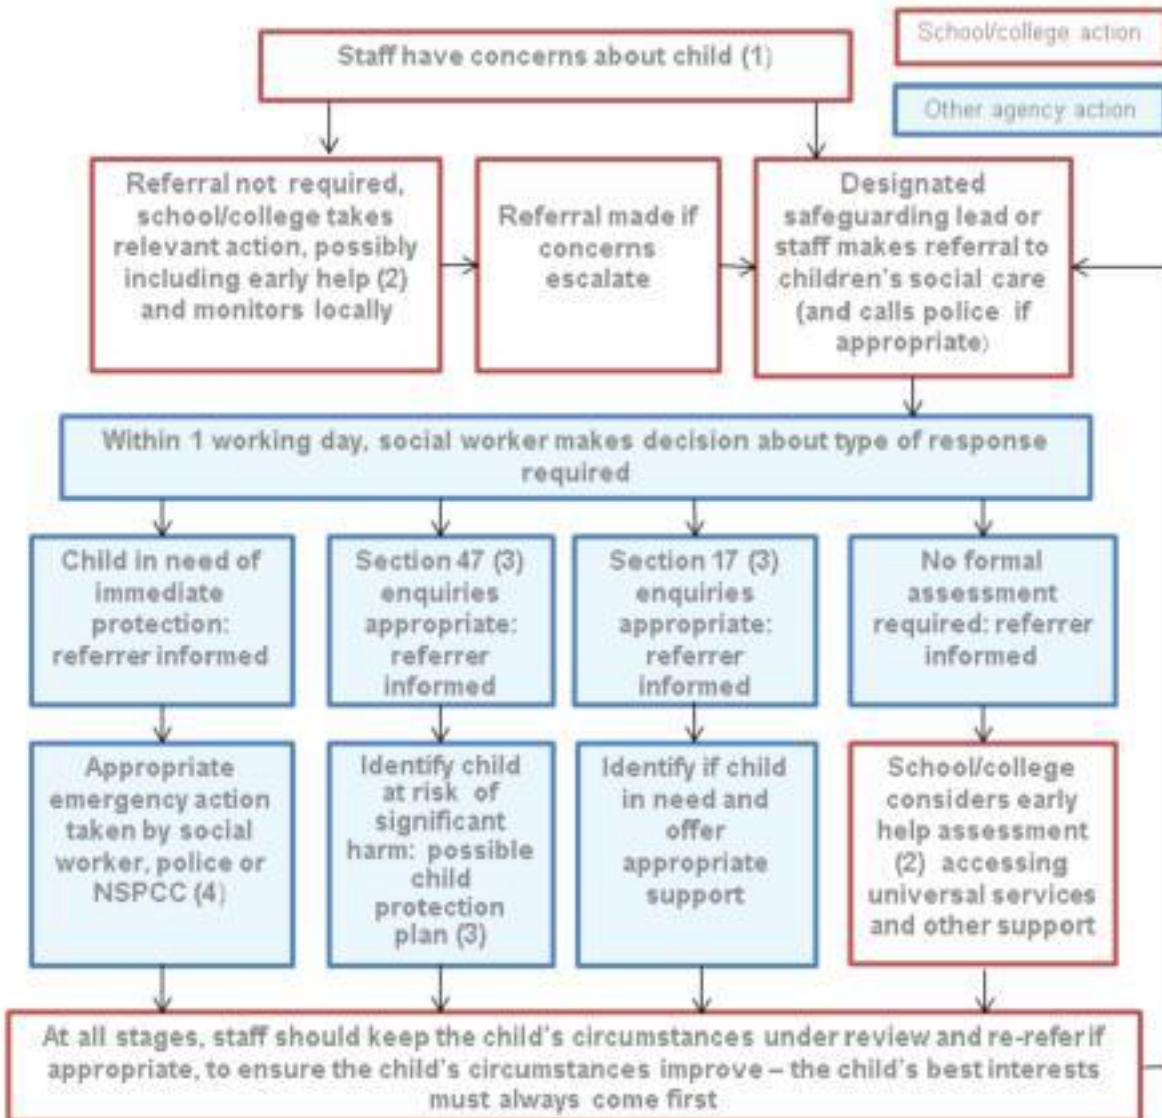 School/college action
Staff have concerns about child (1)
Other agency action
Referral not required,
school/college takes
relevant action, possibly
including early help (2)
and monitors locally
Referral made if
concerns
escalate
Designated
safeguarding lead or
staff makes referral to
children's social care
(and calls police if
appropriate)
Within 1 working day, social worker makes decision about type of response
required
Child in need of
immediate
protection:
referrer informed
Section 47 (3)
enquiries
appropriate:
referrer
informed
Section 17 (3)
enquiries
appropriate:
referrer
informed
No formal
assessment
required: referrer
informed
Appropriate
emergency action
taken by social
worker, police or
NSPCC (4)
Identify child
at risk of
significant
harm: possible
child
protection
plan (3)
Identify if child
in need and
offer
appropriate
support
School/college
considers early
help assessment
(2) accessing
universal services
and other support
At all stages, staff should keep the child's circumstances under review and re-refer if
appropriate, to ensure the child's circumstances improve – the child's best interests
must always come first